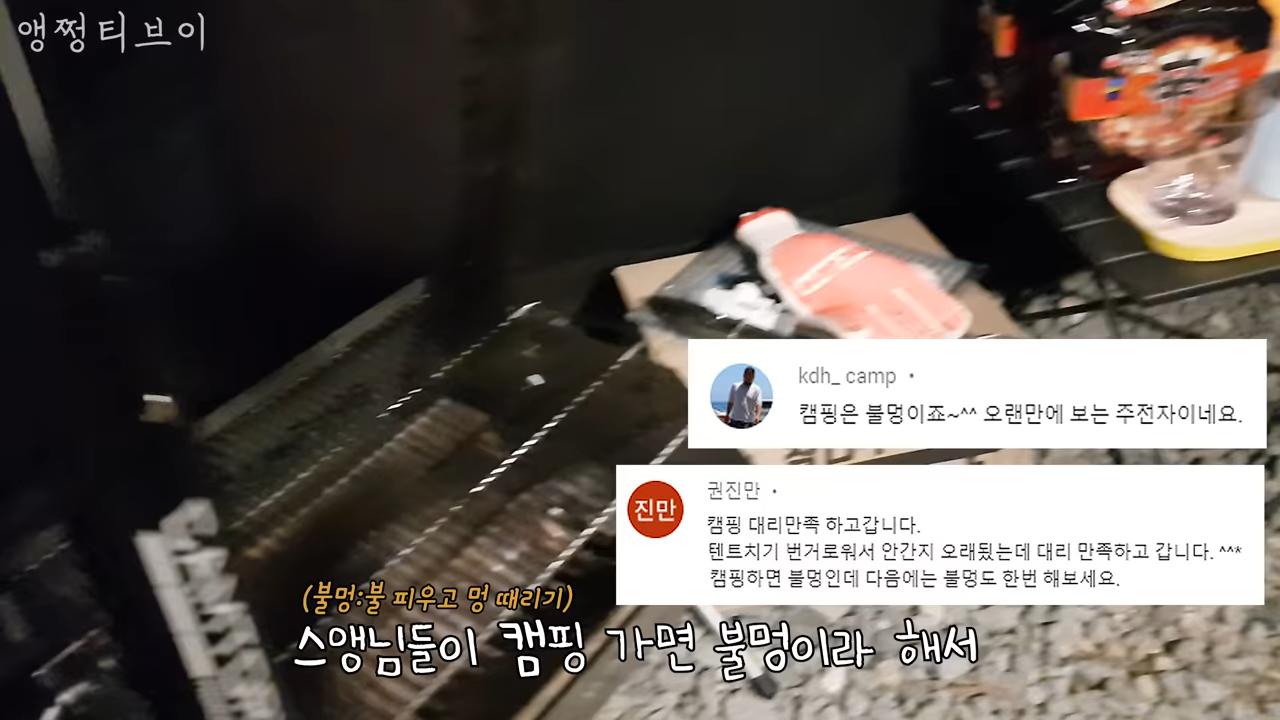 앵쩡티브이
kdh_ camp •
캠핑은 불멍이죠~^^ 오랜만에 보는 주전자이네요.
진만
권진만 •
캠핑 대리만족 하고갑니다.
텐트치기 번거로워서 안간지 오래됬는데 대리 만족하고 갑니다. ^^*
캠핑하면 불멍인데 다음에는 불멍도 한번 해보세요.
(불멍:불 피우고 멍 때리기)
스앵님들이 캠핑 가면 불멍이라 해서